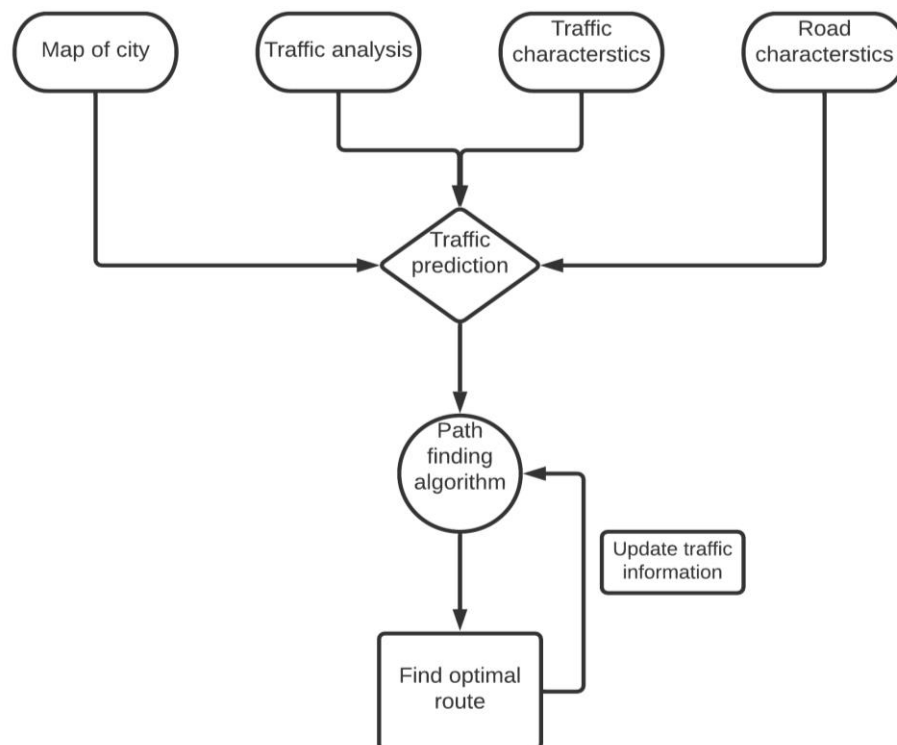 Map of city
Traffic analysis
Traffic
characterstics
Road
characterstics
Traffic
prediction
Path
finding
algorithm
Update traffic
information
Find optimal
route